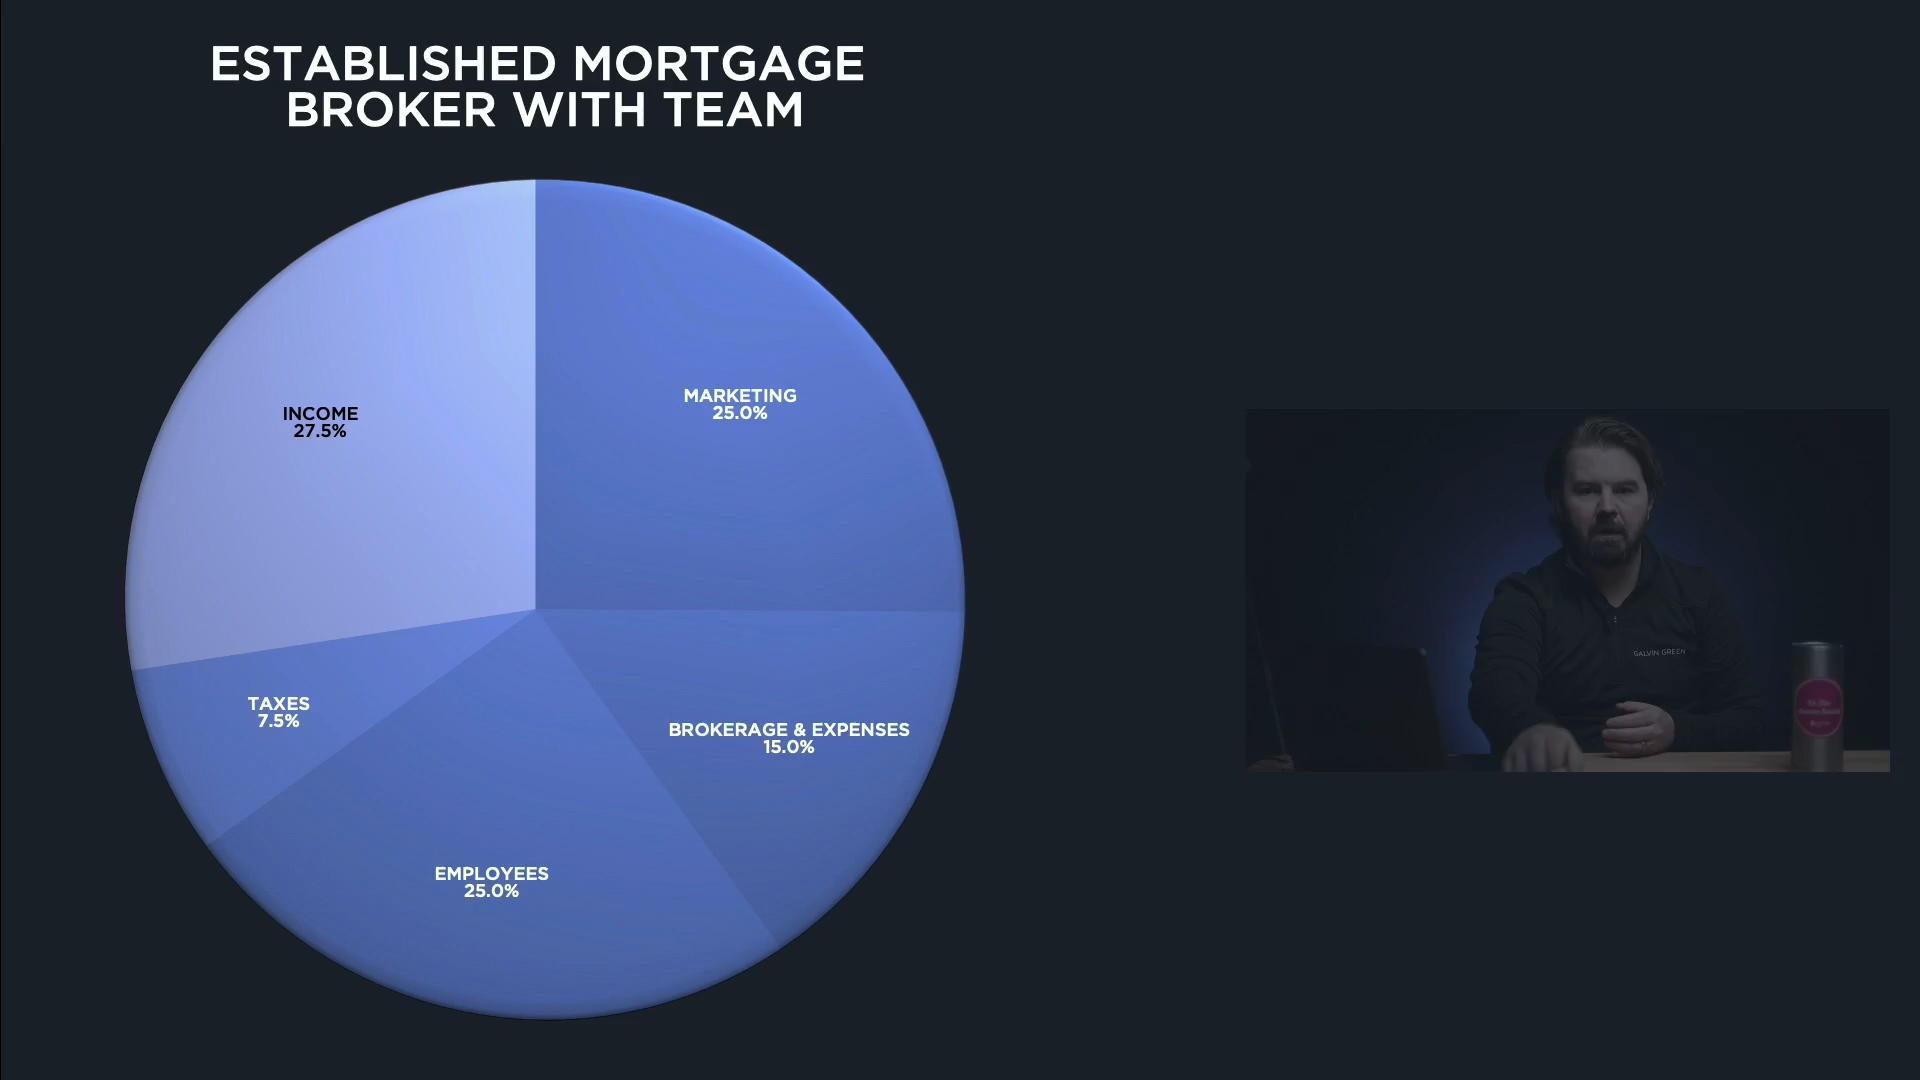 ESTABLISHED MORTGAGE
BROKER WITH TEAM
INCOME
27.5%
MARKETING
25.0%
TAXES
7.5%
BROKERAGE & EXPENSES
15.0%
EMPLOYEES
25.0%
GALVIN GREEN